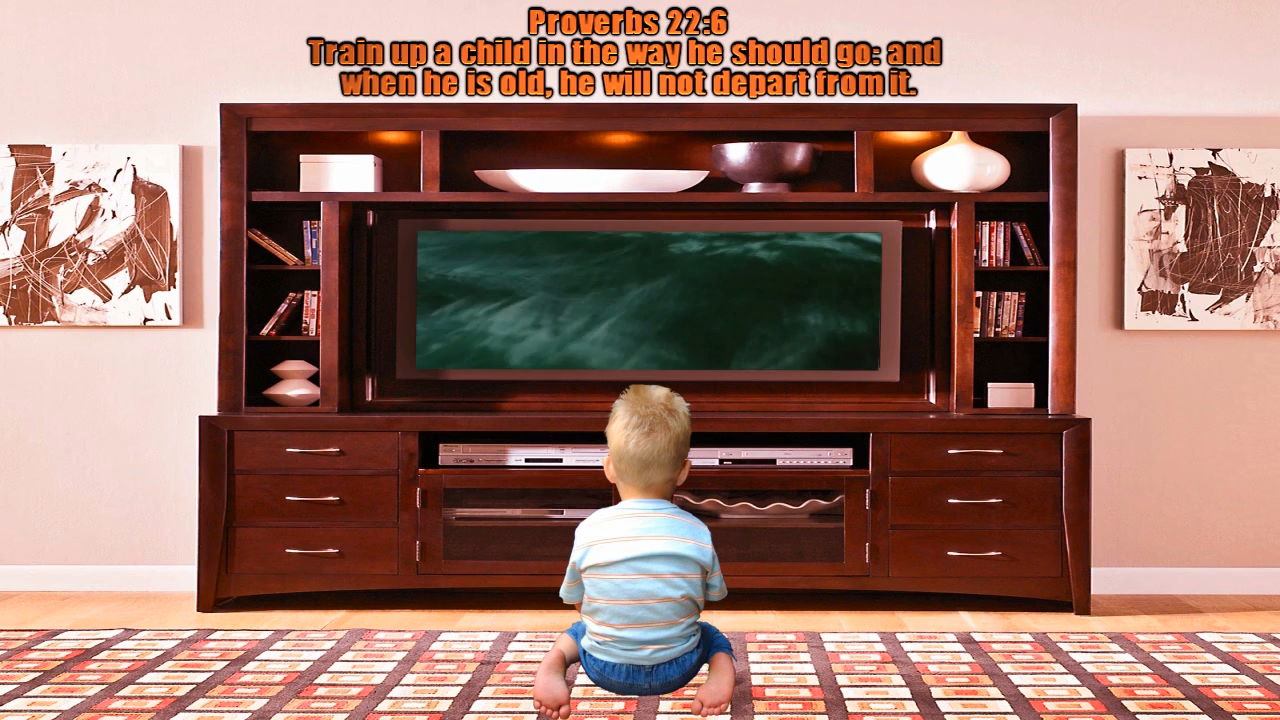 Proverbs 22:6
Train up a child in the way he should go: and
when he is old, he will not depart from it.